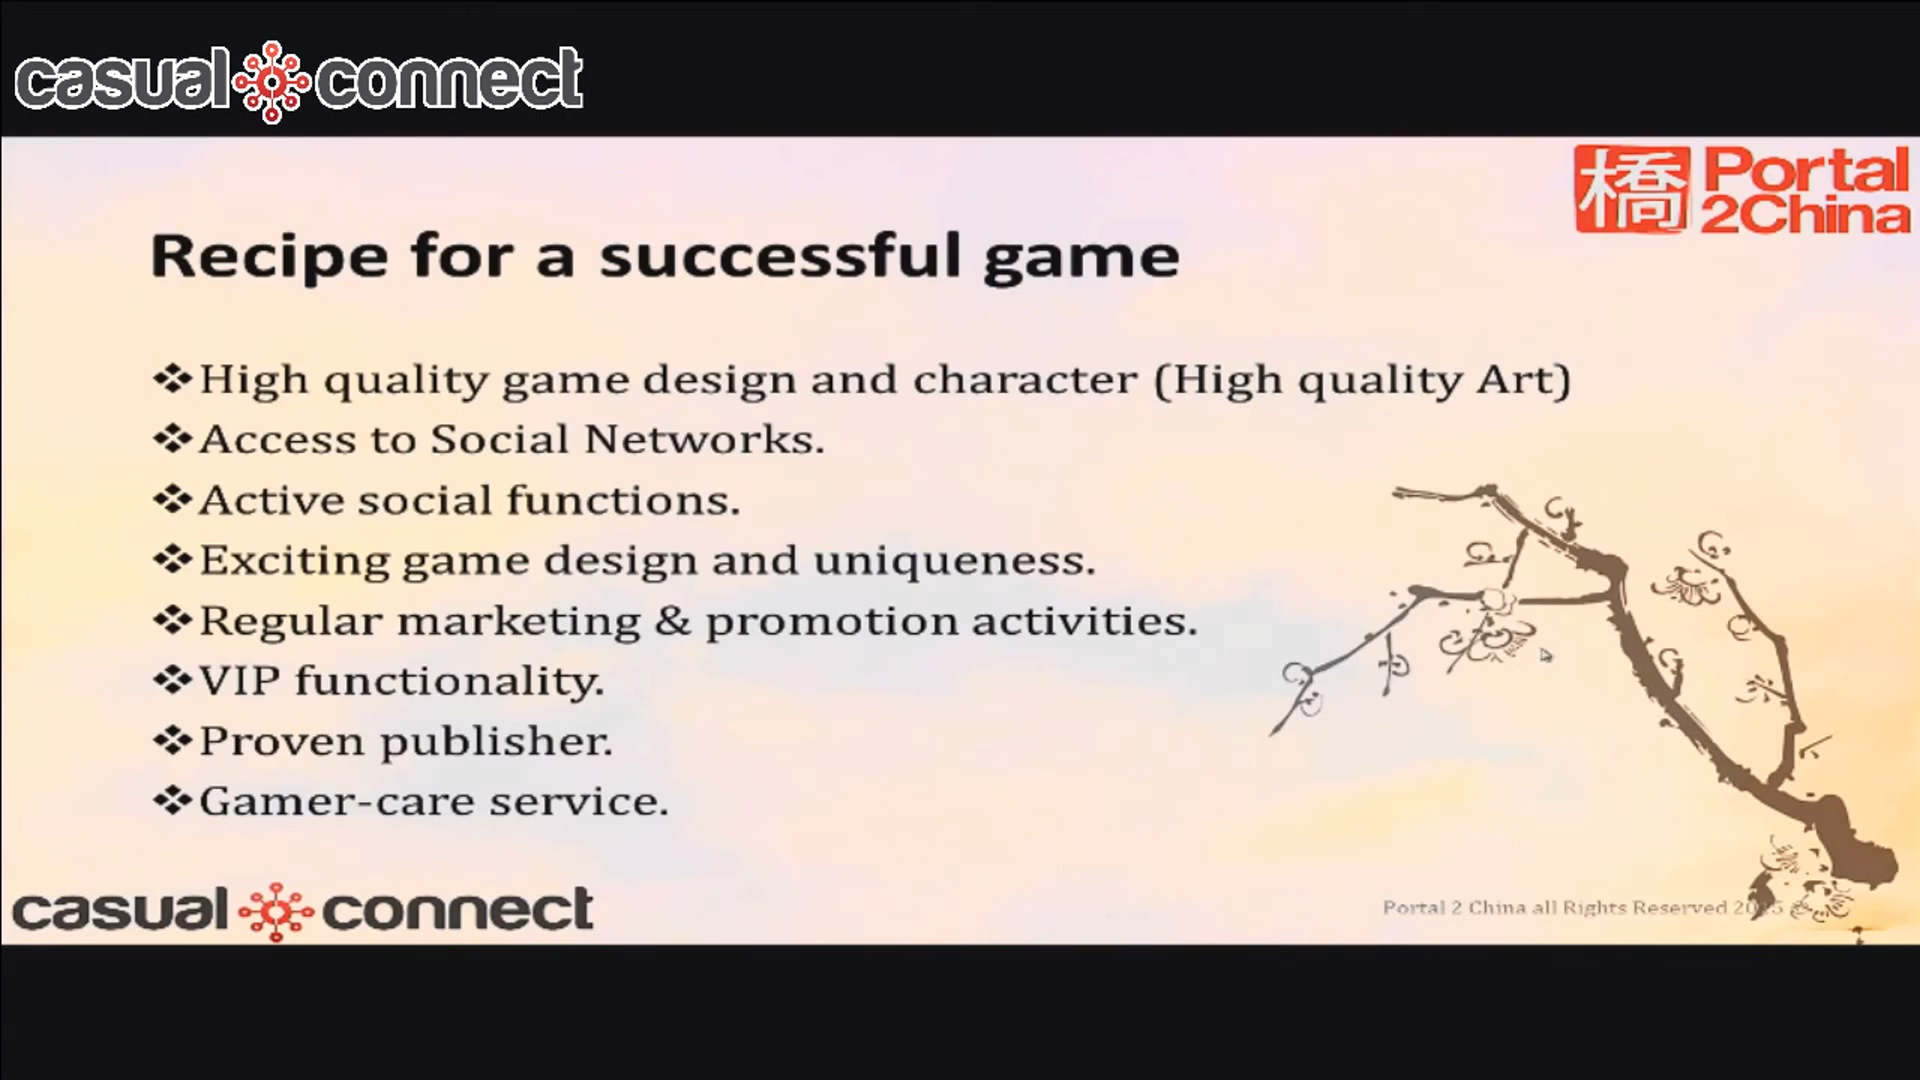 casual connect
橋 Portal
2China
Recipe for a successful game
❖High quality game design and character (High quality Art)
❖Access to Social Networks.
❖Active social functions.
❖Exciting game design and uniqueness.
❖Regular marketing & promotion activities.
❖VIP functionality.
❖Proven publisher.
❖Gamer-care service.
casual connect
Portal 2 China all Rights Reserved